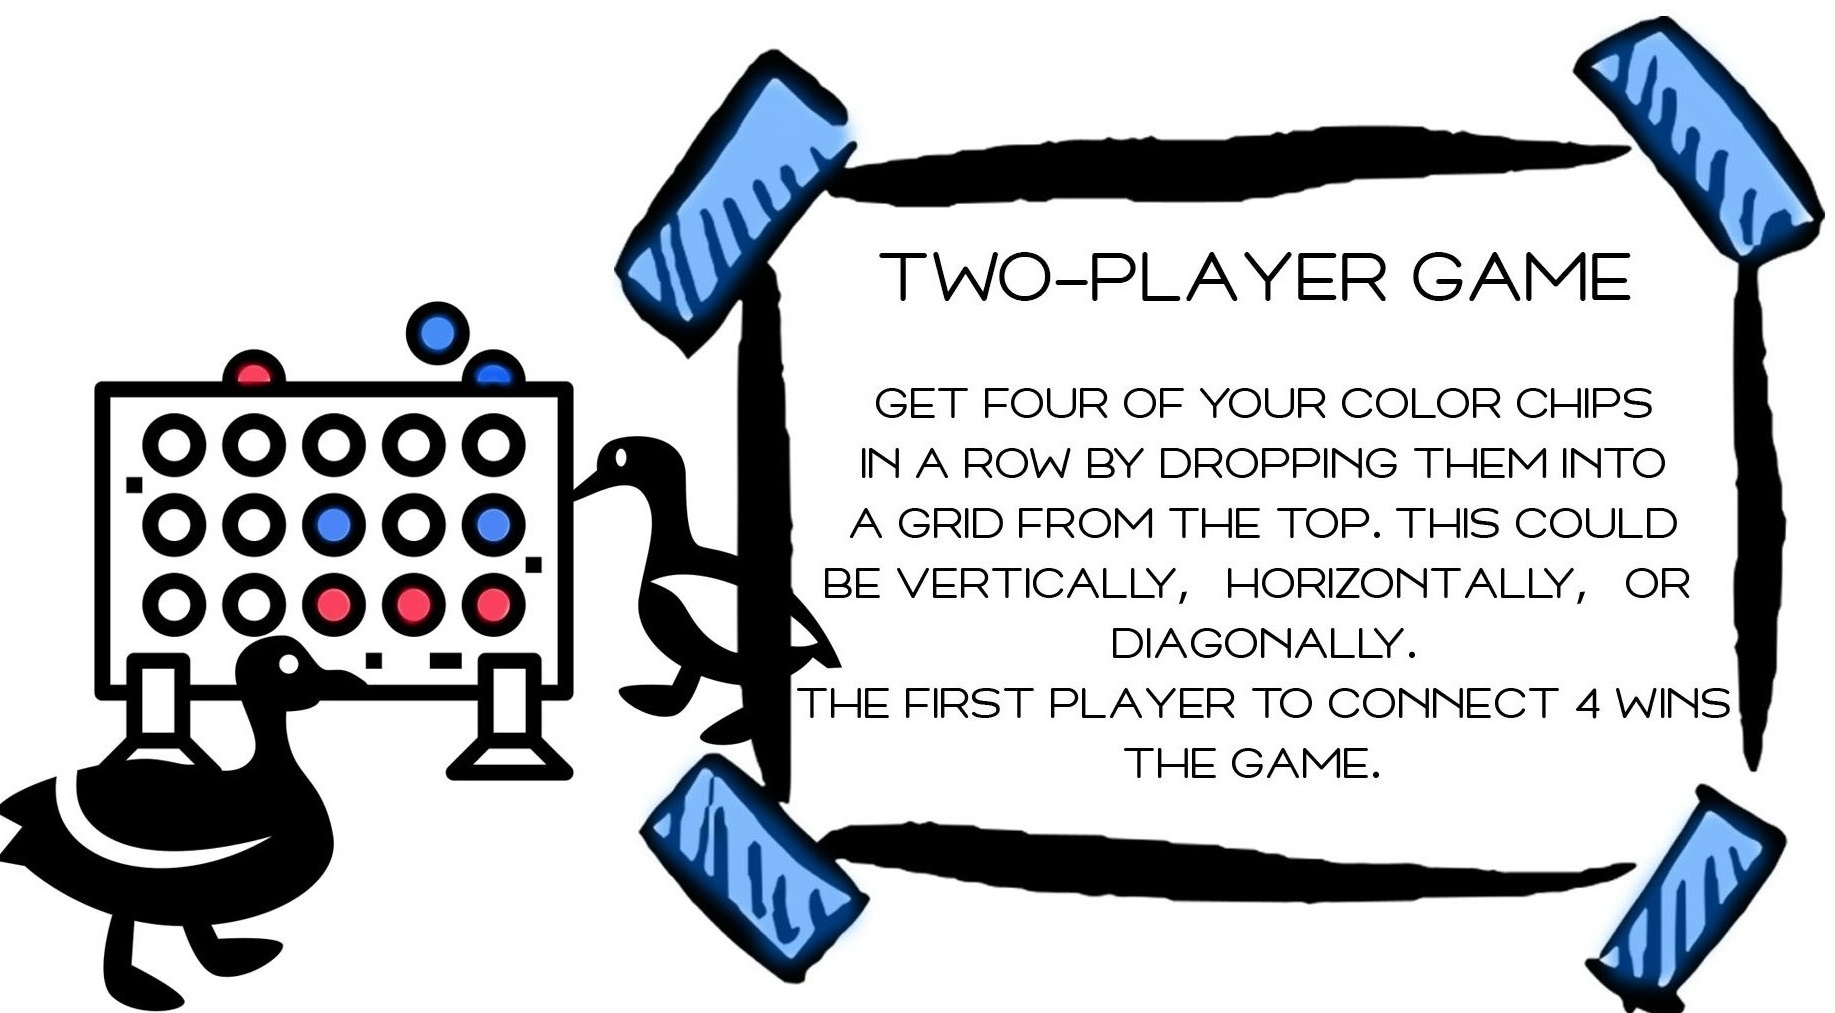 TWO-PLAYER GAME
GET FOUR OF YOUR COLOR CHIPS
IN A ROW BY DROPPING THEM INTO
A GRID FROM THE TOP. THIS COULD
BE VERTICALLY, HORIZONTALLY, OR
DIAGONALLY.
THE FIRST PLAYER TO CONNECT 4 WINS
THE GAME.